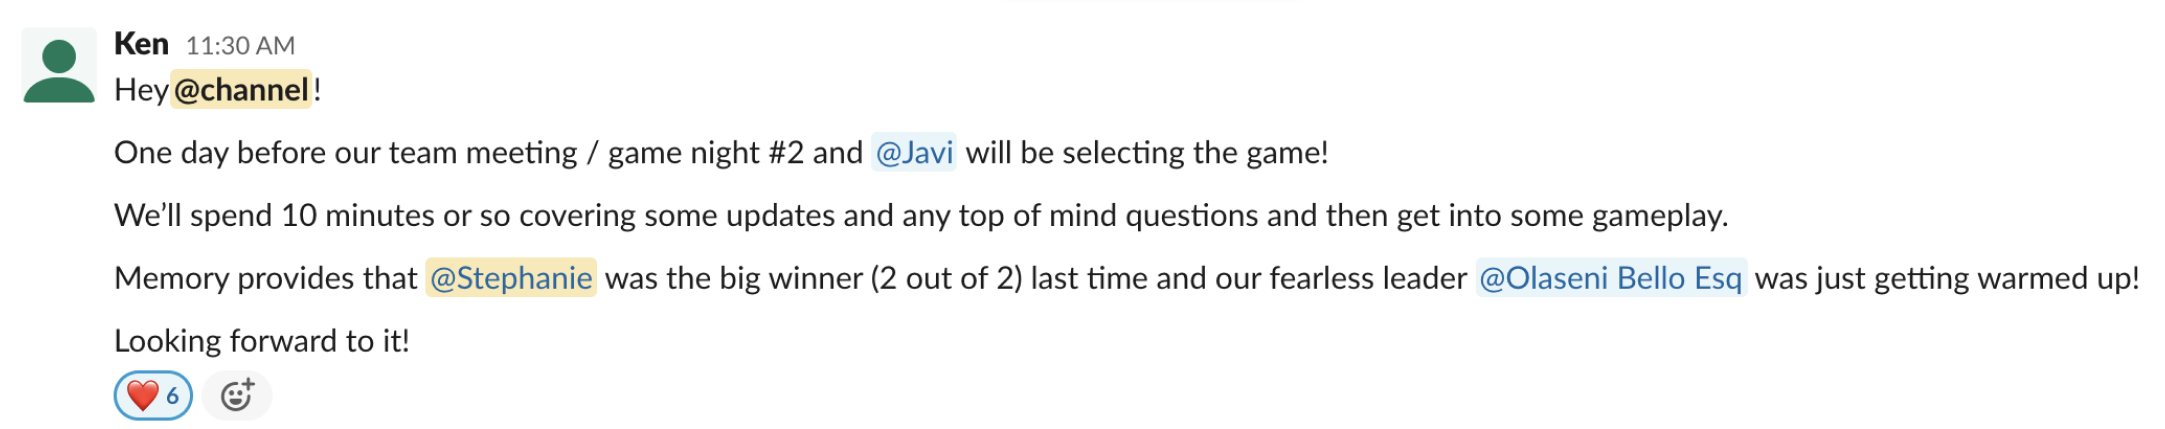 Ken 11:30 AM
Hey @channel!
One day before our team meeting / game night #2 and @Javi will be selecting the game!
We’ll spend 10 minutes or so covering some updates and any top of mind questions and then get into some gameplay.
Memory provides that @Stephanie was the big winner (2 out of 2) last time and our fearless leader @Olaseni Bello Esq was just getting warmed up!
Looking forward to it!
6